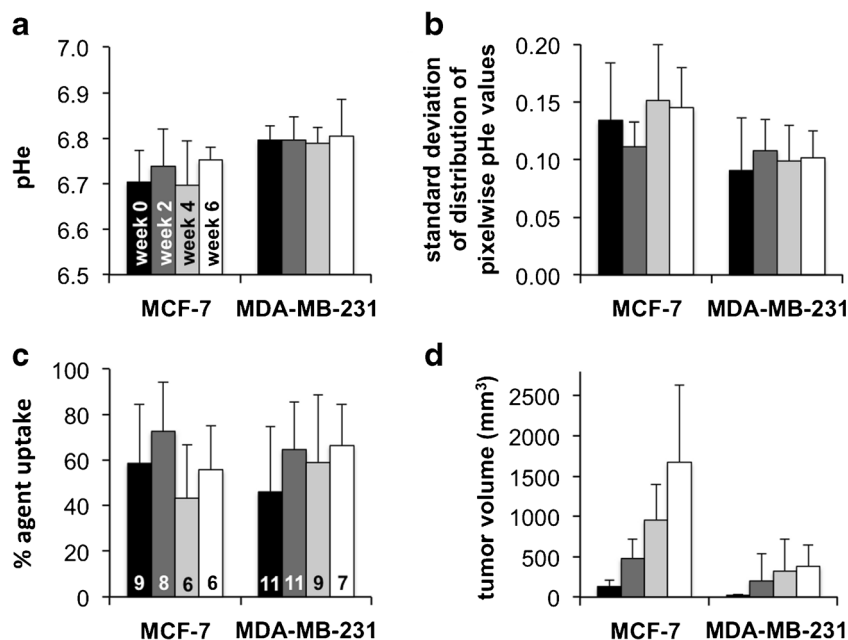 a
7.0
6.9
6.8
6.7
6.6
6.5
pHe
week 0
week 2
week 4
week 6
MCF-7 MDA-MB-231
b
0.20
0.15
0.10
0.05
0.00
standard deviation
of distribution of
pixelwise pHe values
MCF-7 MDA-MB-231
c
100
80
60
40
20
0
% agent uptake
9 8 6 6 11 11 9 7
MCF-7 MDA-MB-231
d
2500
2000
1500
1000
500
0
tumor volume (mm³)
MCF-7 MDA-MB-231